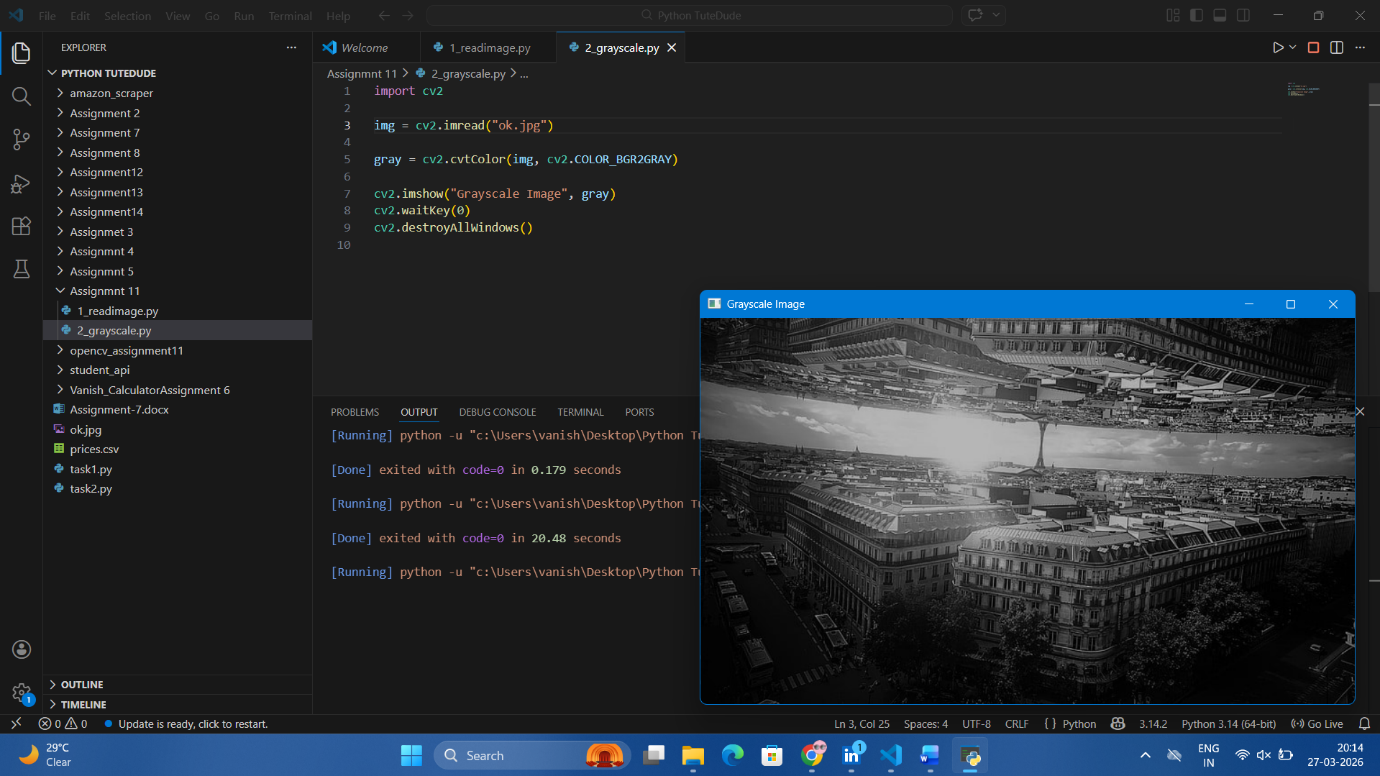 File Edit Selection View Go Run Terminal Help
Python TuteDude
EXPLORER
Welcome
1_readimage.py
2_grayscale.py
PYTHON TUTEDUDE
amazon_scraper
Assignment 2
Assignment 7
Assignment 8
Assignment12
Assignment13
Assignment14
Assignmet 3
Assignmnt 4
Assignmnt 5
Assignmnt 11
1_readimage.py
2_grayscale.py
opencv_assignment11
student_api
Vanish_CalculatorAssignment 6
Assignment-7.docx
ok.jpg
prices.csv
task1.py
task2.py
OUTLINE
TIMELINE
Assignmnt 11 > 2_grayscale.py > ...
1 import cv2
2
3 img = cv2.imread("ok.jpg")
4
5 gray = cv2.cvtColor(img, cv2.COLOR_BGR2GRAY)
6
7 cv2.imshow("Grayscale Image", gray)
8 cv2.waitKey(0)
9 cv2.destroyAllWindows()
10
Grayscale Image
PROBLEMS OUTPUT DEBUG CONSOLE TERMINAL PORTS
[Running] python -u "c:\Users\vanish\Desktop\Python Tu
[Done] exited with code=0 in 0.179 seconds
[Running] python -u "c:\Users\vanish\Desktop\Python Tu
[Done] exited with code=0 in 20.48 seconds
[Running] python -u "c:\Users\vanish\Desktop\Python Tu
1
0 0 Update is ready, click to restart.
Ln 3, Col 25 Spaces: 4 UTF-8 CRLF { } Python 3.14.2 Python 3.14 (64-bit) Go Live
29°C
Clear
Search
1
ENG
IN
20:14
27-03-2026